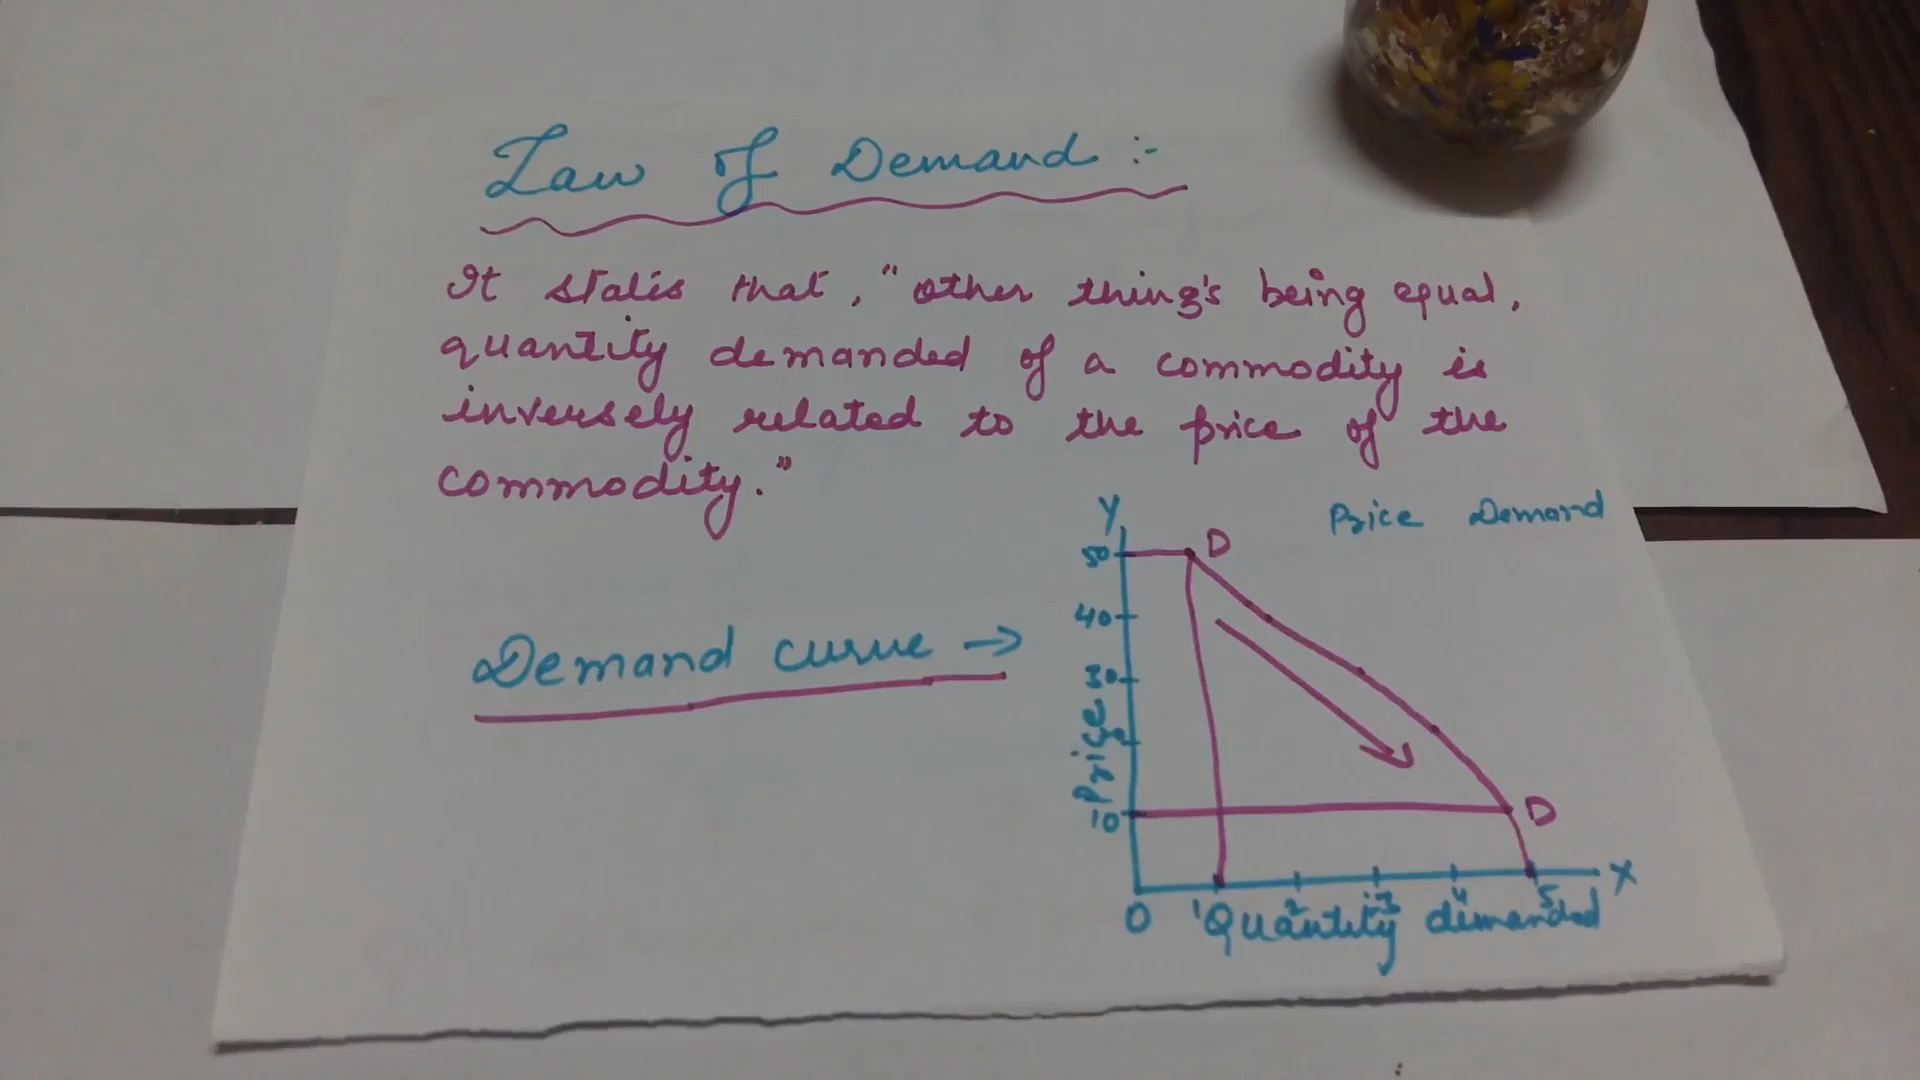 Law of Demand :-
It states that, "other thing's being equal,
quantity demanded of a commodity is
inversely related to the price of the
commodity."
Demand curve →
Price Demand
Y
50
40
30
20
10
Price
D
D
X
0 1 2 3 4 5
Quantity demanded